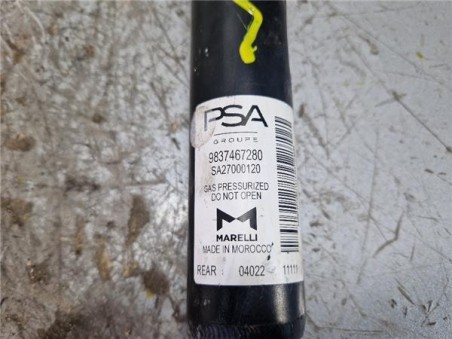 PSA
GROUPE
9837467280
SA27000120
GAS PRESSURIZED
DO NOT OPEN
MARELLI
MADE IN MOROCCO
REAR 04022